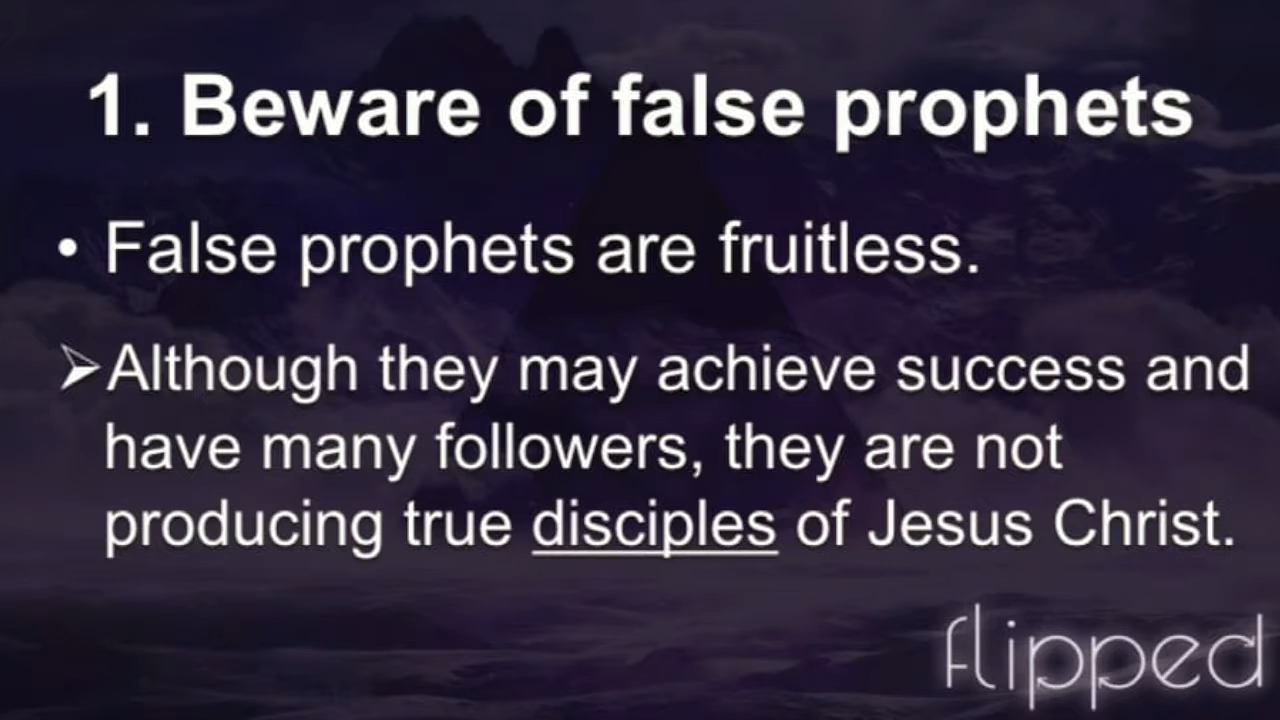 1. Beware of false prophets
• False prophets are fruitless.
➢Although they may achieve success and
have many followers, they are not
producing true disciples of Jesus Christ.
flipped